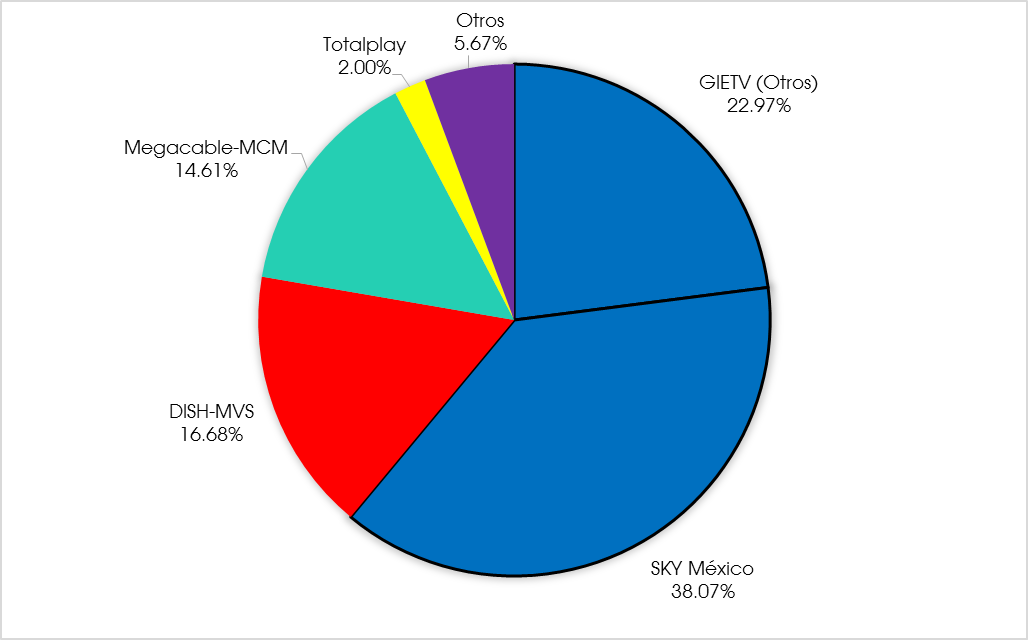 Otros
5.67%
Totalplay
2.00%
GIETV (Otros)
22.97%
Megacable-MCM
14.61%
DISH-MVS
16.68%
SKY México
38.07%